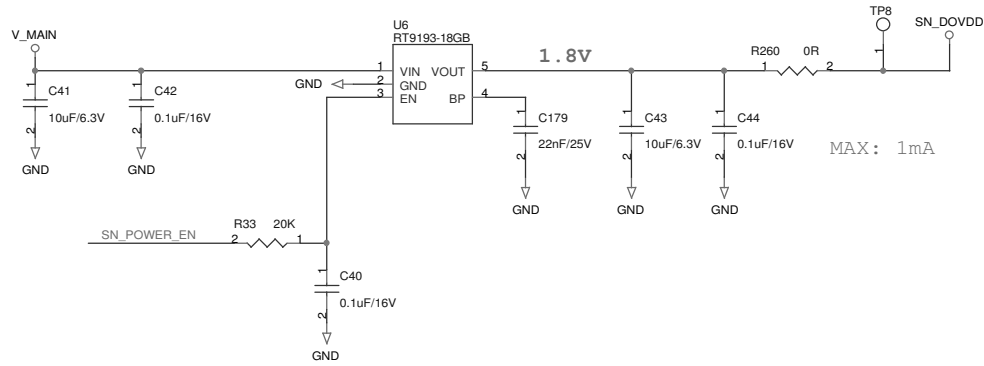 TP8
V_MAIN
SN_DOVDD
U6
RT9193-18GB
R260 0R
1.8V
1 VIN VOUT 5
1 2
1
GND 2 GND
3 EN BP 4
1 C41
10uF/6.3V
2
GND
1 C42
0.1uF/16V
2
GND
1 C179
22nF/25V
2
GND
1 C43
10uF/6.3V
2
GND
1 C44
0.1uF/16V
2
GND
MAX: 1mA
R33 20K
SN_POWER_EN 2 1
1 C40
0.1uF/16V
2
GND